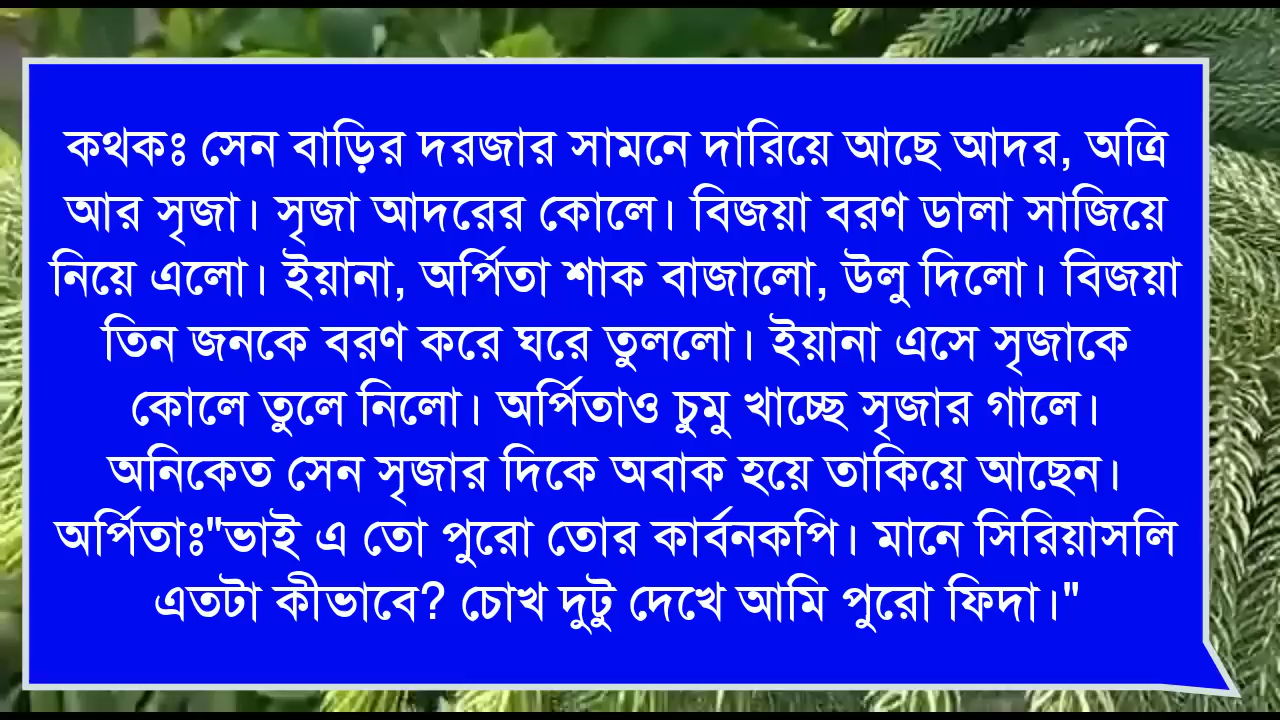 কথকঃ সেন বাড়ির দরজার সামনে দারিয়ে আছে আদর, অত্রি
আর সৃজা। সৃজা আদরের কোলে। বিজয়া বরণ ডালা সাজিয়ে
নিয়ে এলো। ইয়ানা, অর্পিতা শাক বাজালো, উলু দিলো। বিজয়া
তিন জনকে বরণ করে ঘরে তুললো। ইয়ানা এসে সৃজাকে
কোলে তুলে নিলো। অর্পিতাও চুমু খাচ্ছে সৃজার গালে।
অনিকেত সেন সৃজার দিকে অবাক হয়ে তাকিয়ে আছেন।
অর্পিতাঃ"ভাই এ তো পুরো তোর কার্বনকপি। মানে সিরিয়াসলি
এতটা কীভাবে? চোখ দুটু দেখে আমি পুরো ফিদা।"